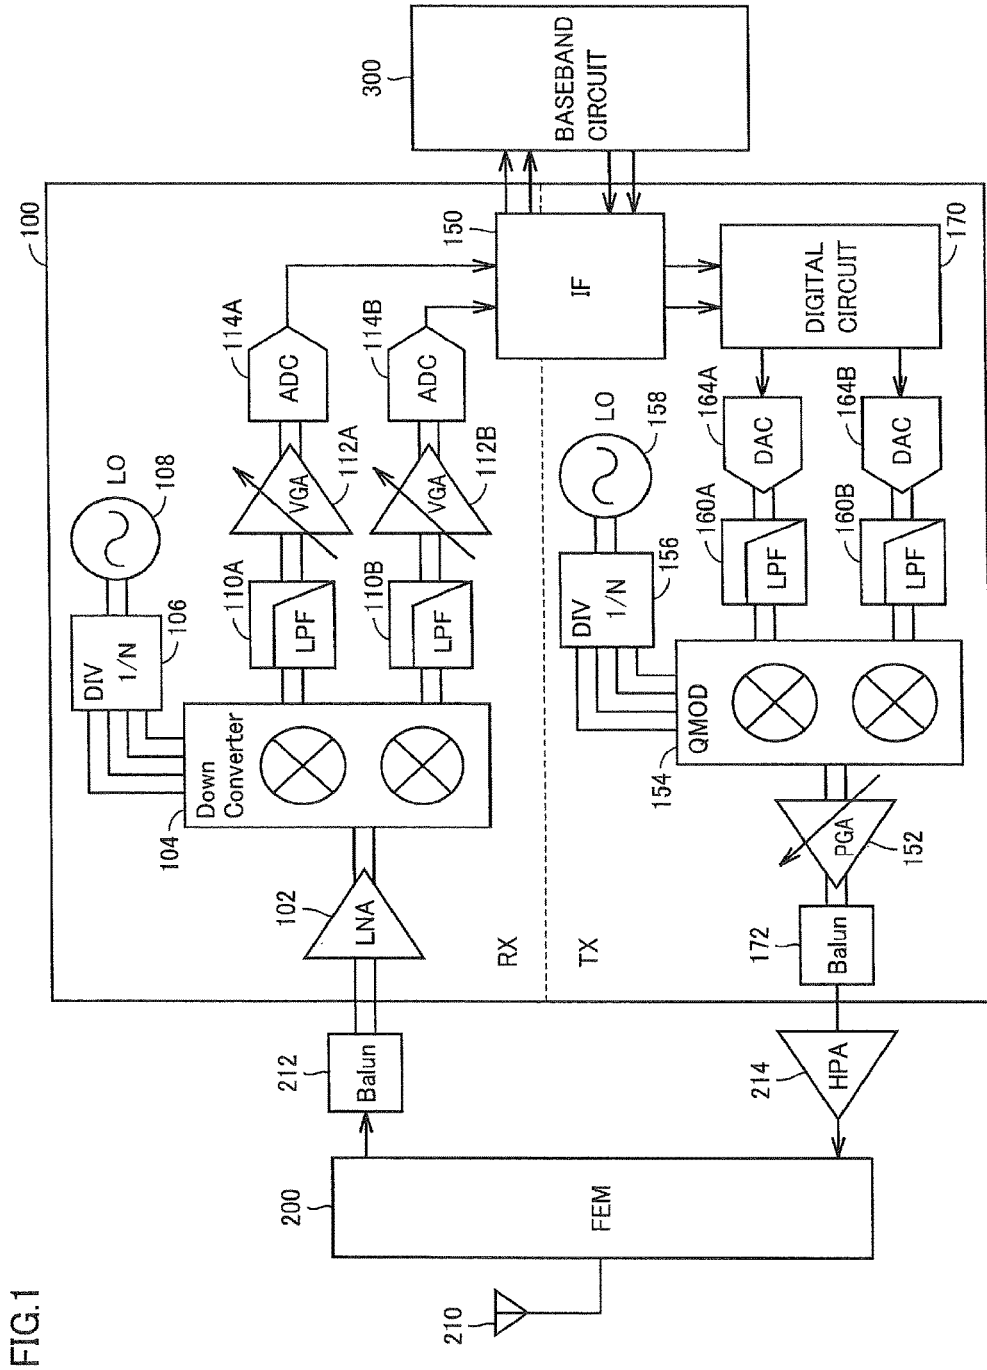 FIG.1
100
LO
108
DIV
1/N
106
Down
Converter
104
LNA
102
Balun
212
110A
LPF
110B
LPF
VGA
112A
VGA
112B
ADC
114A
ADC
114B
RX
TX
IF
150
BASEBAND
CIRCUIT
300
FEM
200
210
HPA
214
Balun
172
PGA
152
QMOD
154
DIV
1/N
156
LO
158
LPF
160A
LPF
160B
DAC
164A
DAC
164B
DIGITAL
CIRCUIT
170